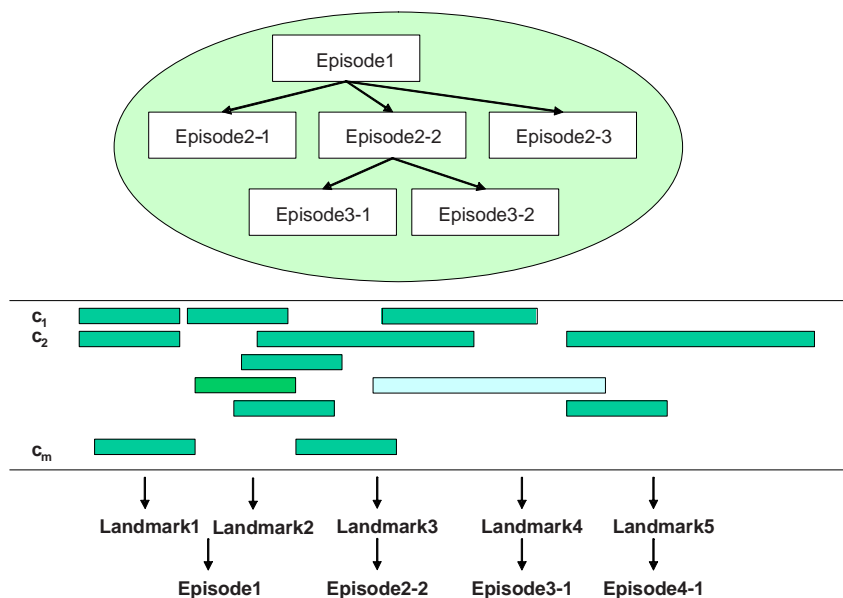 Episode1
Episode2-1 Episode2-2 Episode2-3
Episode3-1 Episode3-2
c1
c2
cm
Landmark1 Landmark2 Landmark3 Landmark4 Landmark5
Episode1 Episode2-2 Episode3-1 Episode4-1